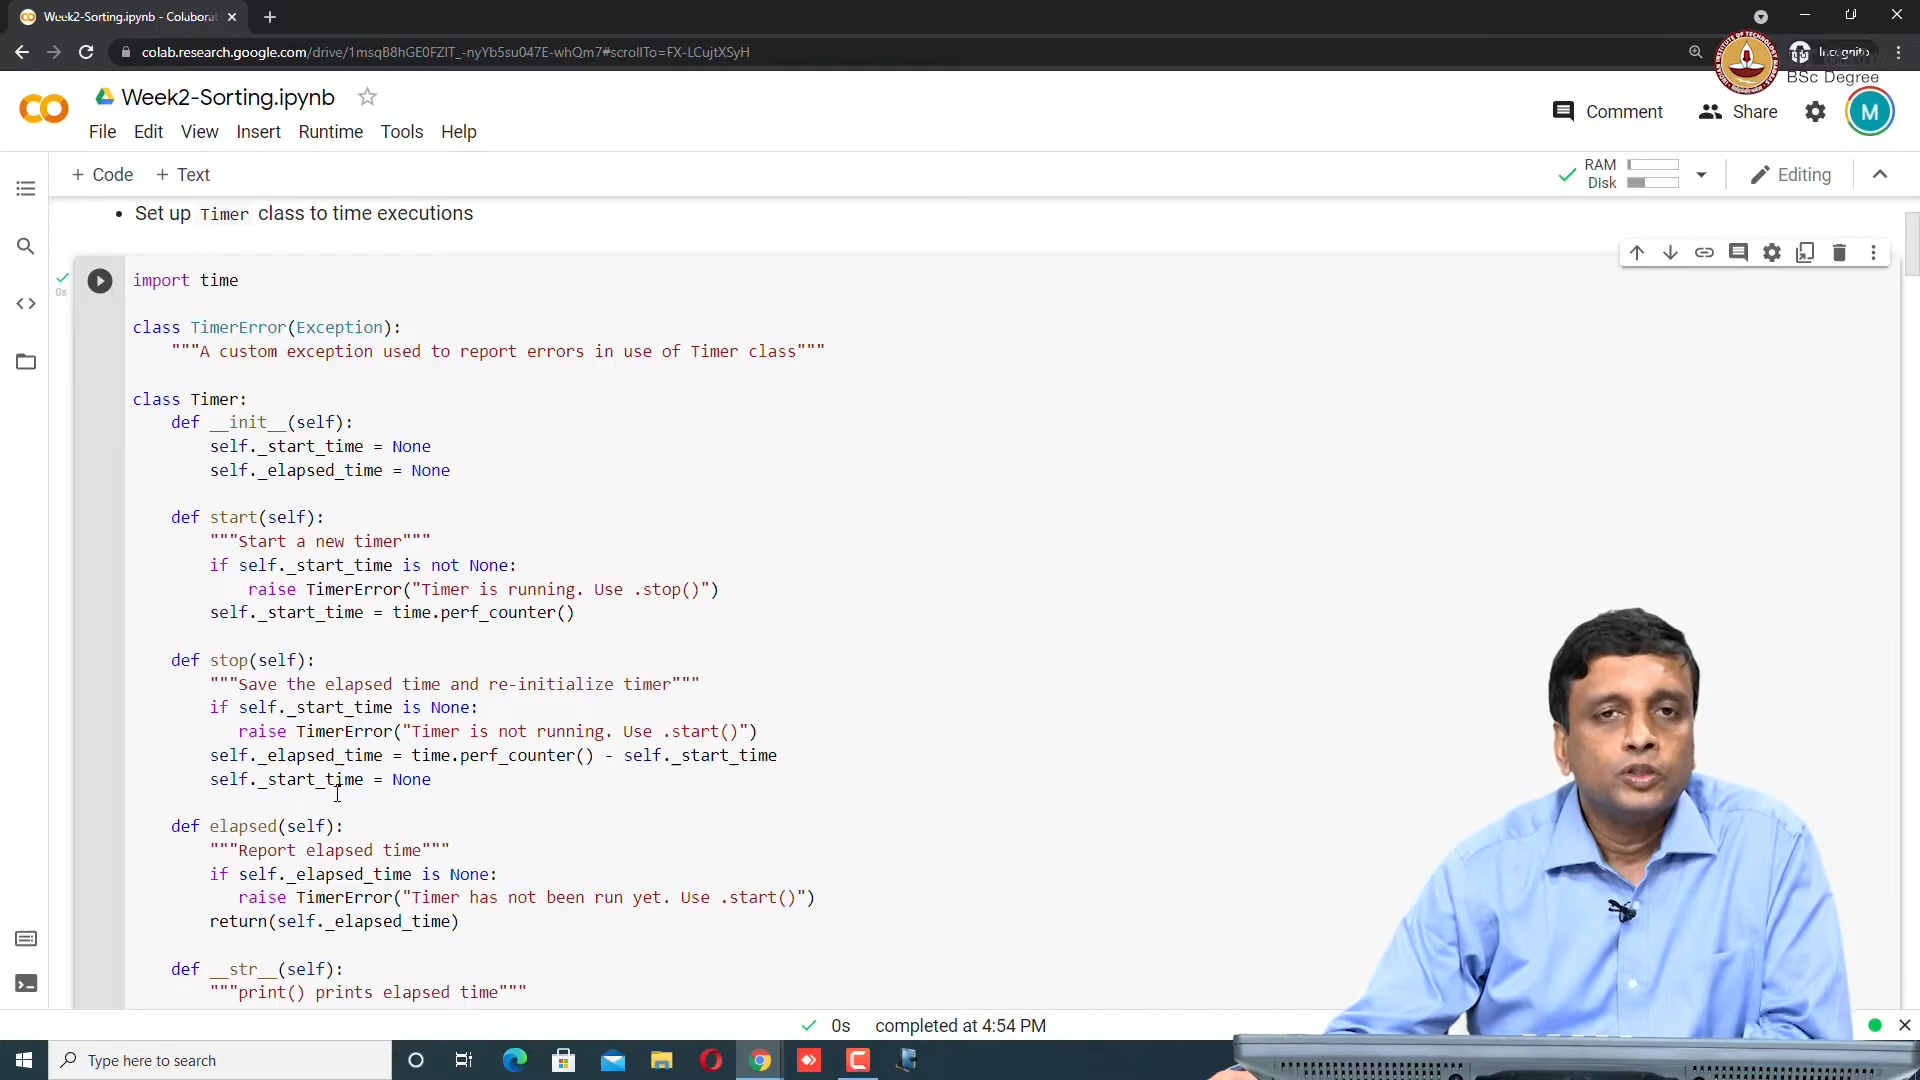 Week2-Sorting.ipynb - Colaborat
colab.research.google.com/drive/1msqB8hGE0FZIT_-nyYb5su047E-whQm7#scrollTo=FX-LCujtXSyH
Incognito
BSc Degree
Week2-Sorting.ipynb
File Edit View Insert Runtime Tools Help
Comment Share M
+ Code + Text
RAM
Disk
Editing
• Set up Timer class to time executions
0s
import time
class TimerError(Exception):
"""A custom exception used to report errors in use of Timer class"""
class Timer:
def __init__(self):
self._start_time = None
self._elapsed_time = None
def start(self):
"""Start a new timer"""
if self._start_time is not None:
raise TimerError("Timer is running. Use .stop()")
self._start_time = time.perf_counter()
def stop(self):
"""Save the elapsed time and re-initialize timer"""
if self._start_time is None:
raise TimerError("Timer is not running. Use .start()")
self._elapsed_time = time.perf_counter() - self._start_time
self._start_time = None
def elapsed(self):
"""Report elapsed time"""
if self._elapsed_time is None:
raise TimerError("Timer has not been run yet. Use .start()")
return(self._elapsed_time)
def __str__(self):
"""print() prints elapsed time"""
0s completed at 4:54 PM
Type here to search